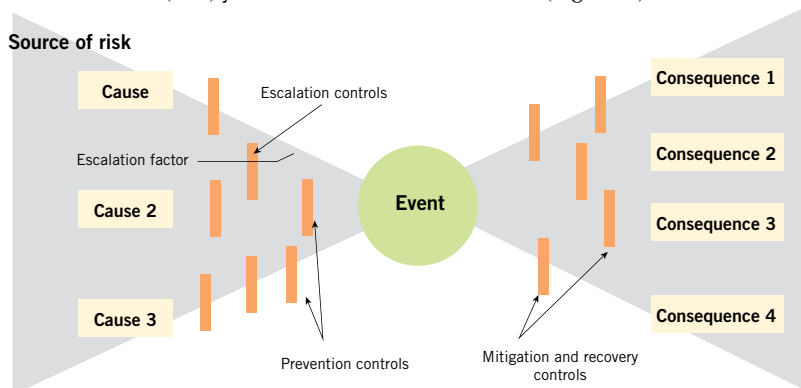 Source of risk
Cause
Escalation controls
Consequence 1
Escalation factor
Consequence 2
Cause 2
Event
Consequence 3
Cause 3
Consequence 4
Prevention controls
Mitigation and recovery
controls